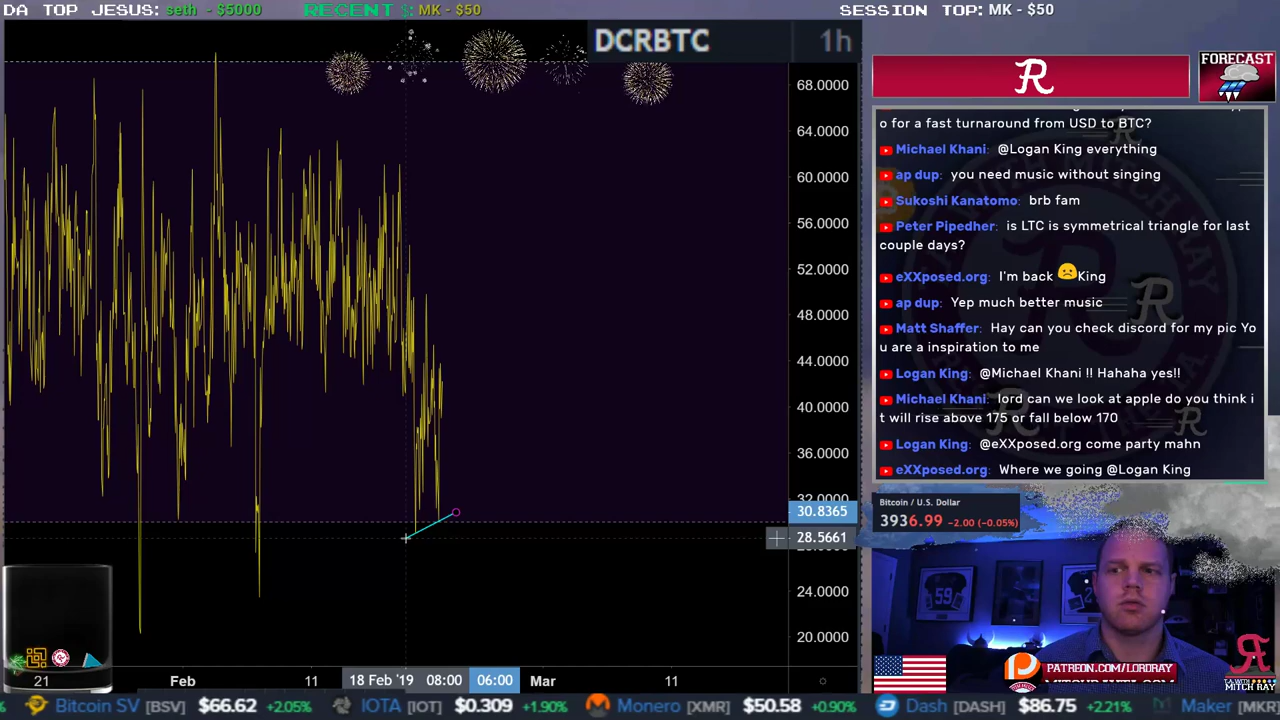 DA TOP JESUS: seth - $5000
RECENT $: MK - $50
SESSION TOP: MK - $50
DCRBTC
1h
R
FORECAST
68.0000
64.0000
60.0000
56.0000
52.0000
48.0000
44.0000
40.0000
36.0000
32.0000
30.8365
28.5661
24.0000
20.0000
21
Feb
11
18 Feb '19
08:00
06:00
Mar
11
o for a fast turnaround from USD to BTC?
Michael Khani: @Logan King everything
ap dup: you need music without singing
Sukoshi Kanatomo: brb fam
Peter Pipedher: is LTC is symmetrical triangle for last
couple days?
eXXposed.org: I'm back ☹️King
ap dup: Yep much better music
Matt Shaffer: Hay can you check discord for my pic Yo
u are a inspiration to me
Logan King: @Michael Khani !! Hahaha yes!!
Michael Khani: lord can we look at apple do you think i
t will rise above 175 or fall below 170
Logan King: @eXXposed.org come party mahn
eXXposed.org: Where we going @Logan King
Bitcoin / U.S. Dollar
3936.99 -2.00 (-0.05%)
59
PATREON.COM/LORDRAY
MITCH RAY
Bitcoin SV [BSV] $66.62 +2.05%
IOTA [IOT] $0.309 +1.90%
Monero [XMR] $50.58 +0.90%
Dash [DASH] $86.75 +2.21%
Maker [MKR]